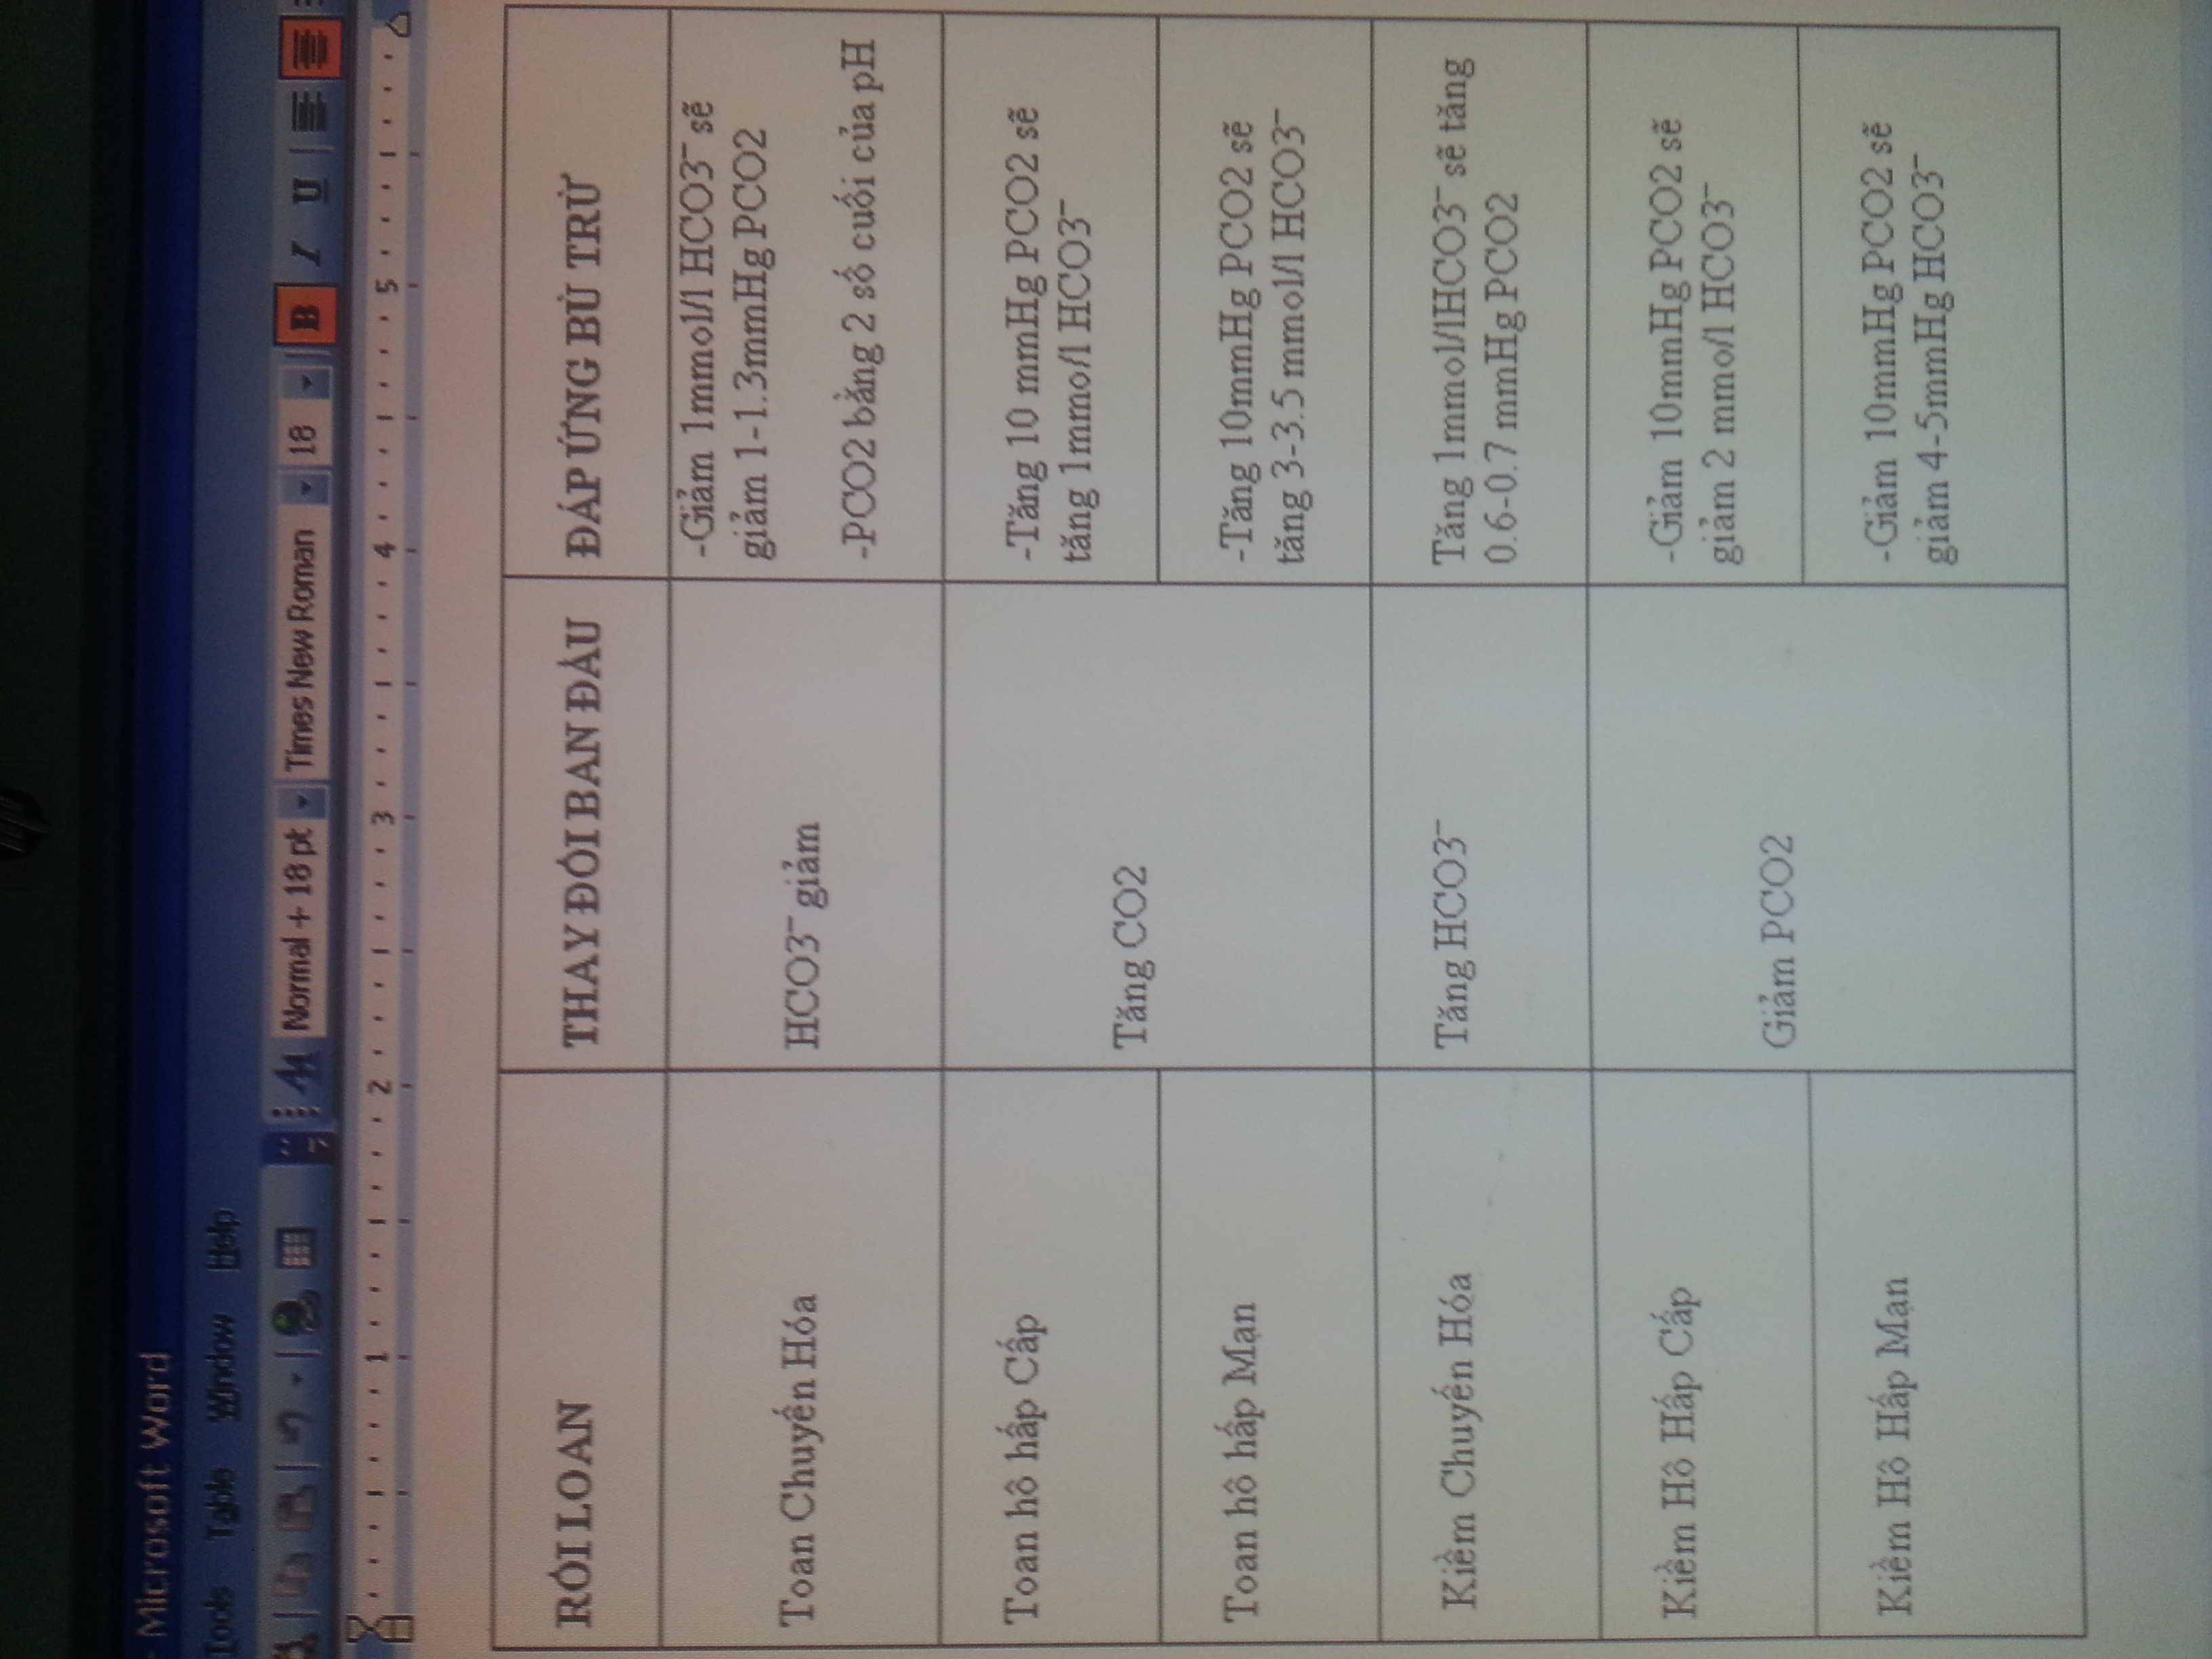 hp
- Microsoft Word
Tools Table Window Help
Normal + 18 pt Times New Roman 18 B I U
1 2 3 4 5
RỐI LOAN
THAY ĐỔI BAN ĐẦU
ĐÁP ỨNG BÙ TRỪ
Toan Chuyển Hóa
HCO3⁻ giảm
-Giảm 1mmol/l HCO3⁻ sẽ
giảm 1-1.3mmHg PCO2
-PCO2 bằng 2 số cuối của pH
Toan hô hấp Cấp
Tăng CO2
-Tăng 10 mmHg PCO2 sẽ
tăng 1mmo/l HCO3⁻
Toan hô hấp Mạn
-Tăng 10mmHg PCO2 sẽ
tăng 3-3.5 mmol/l HCO3⁻
Kiềm Chuyển Hóa
Tăng HCO3⁻
Tăng 1mmol/lHCO3⁻ sẽ tăng
0.6-0.7 mmHg PCO2
Kiềm Hô Hấp Cấp
Giảm PCO2
-Giảm 10mmHg PCO2 sẽ
giảm 2 mmo/l HCO3⁻
Kiềm Hô Hấp Mạn
-Giảm 10mmHg PCO2 sẽ
giảm 4-5mmHg HCO3⁻